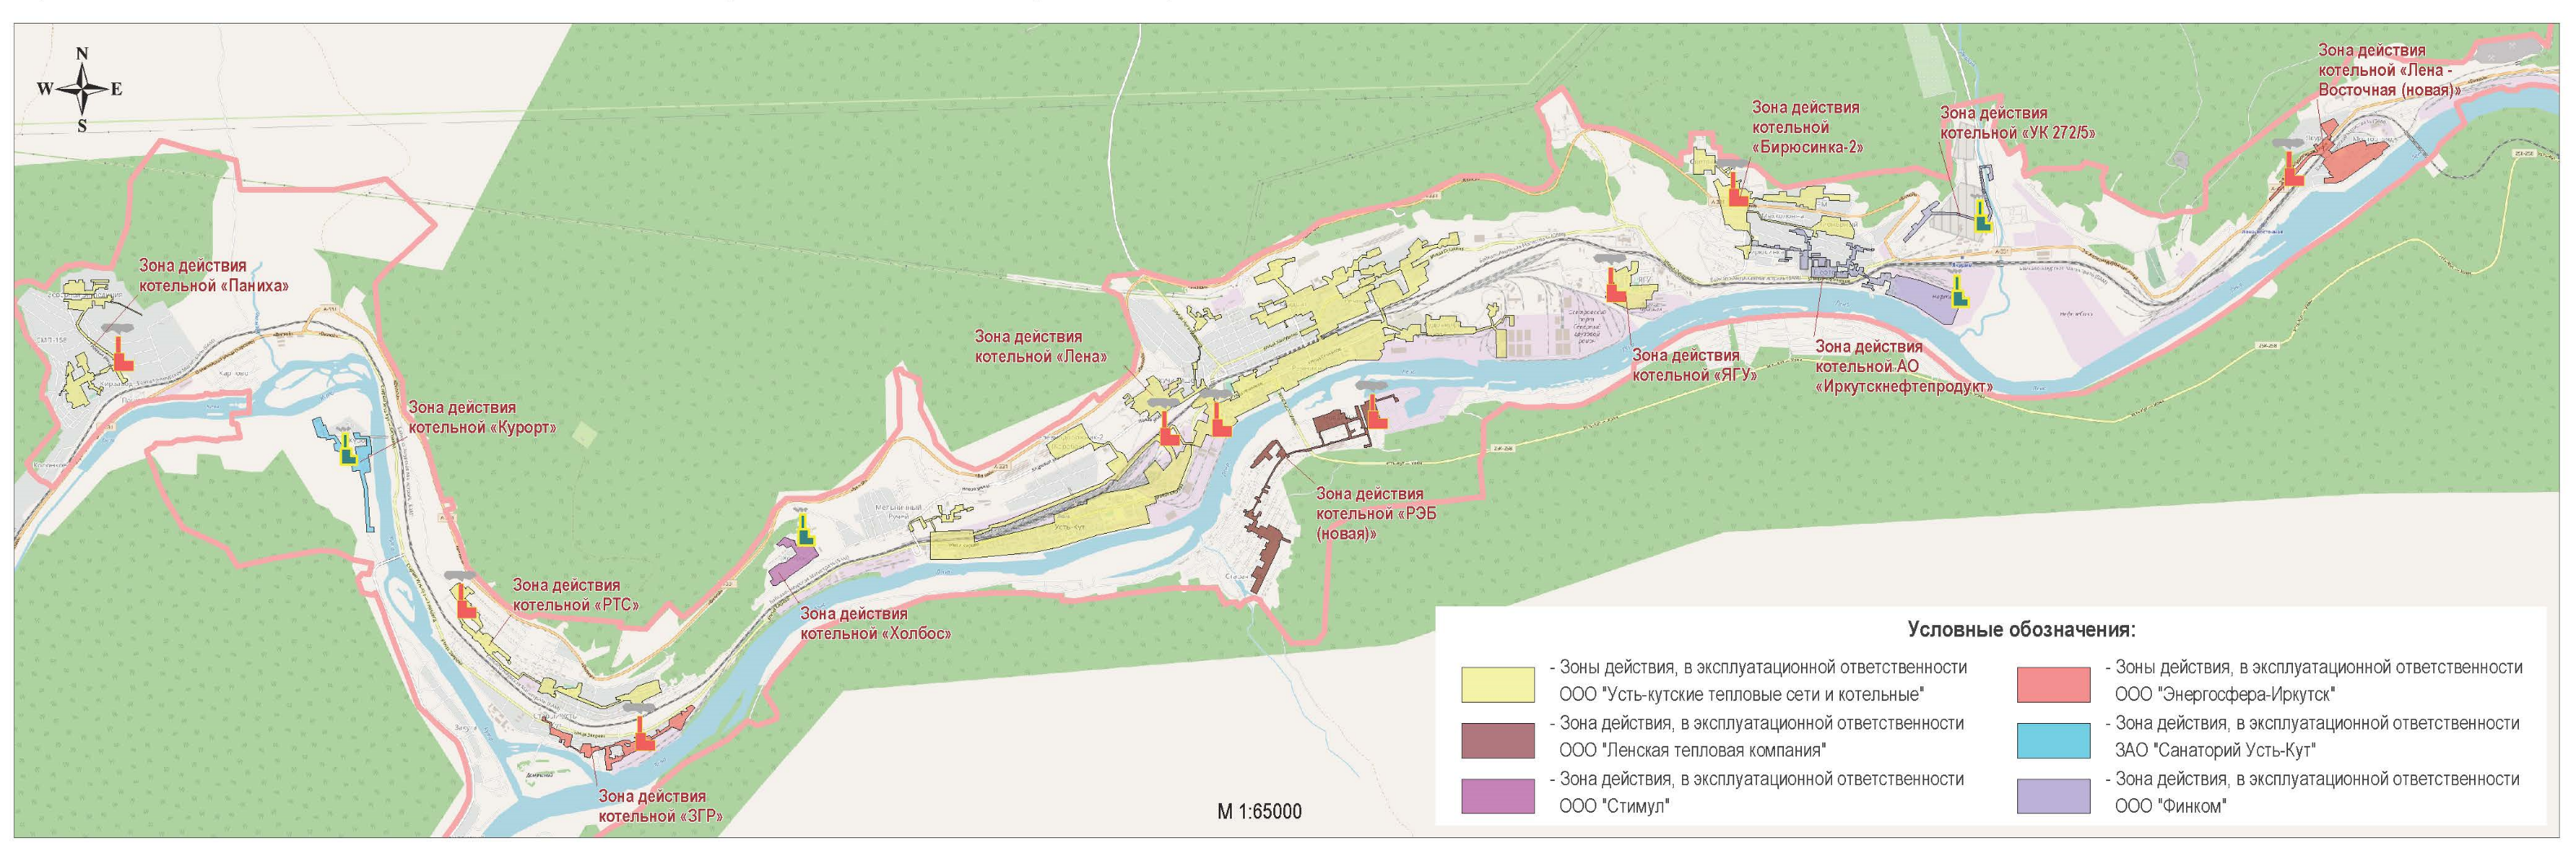 N
W E
S
Зона действия
котельной «Лена -
Восточная (новая)»
Зона действия
котельной
«Бирюсинка-2»
Зона действия
котельной «УК 272/5»
Зона действия
котельной «Паниха»
Зона действия
котельной «Лена»
Зона действия
котельной «ЯГУ»
Зона действия
котельной АО
«Иркутскнефтепродукт»
Зона действия
котельной «Курорт»
Зона действия
котельной «РЭБ
(новая)»
Зона действия
котельной «РТС»
Зона действия
котельной «Холбос»
Зона действия
котельной «ЗГР»
Усть-Кут
М 1:65000
Условные обозначения:
- Зоны действия, в эксплуатационной ответственности
ООО "Усть-кутские тепловые сети и котельные"
- Зона действия, в эксплуатационной ответственности
ООО "Ленская тепловая компания"
- Зона действия, в эксплуатационной ответственности
ООО "Стимул"
- Зоны действия, в эксплуатационной ответственности
ООО "Энергосфера-Иркутск"
- Зона действия, в эксплуатационной ответственности
ЗАО "Санаторий Усть-Кут"
- Зона действия, в эксплуатационной ответственности
ООО "Финком"